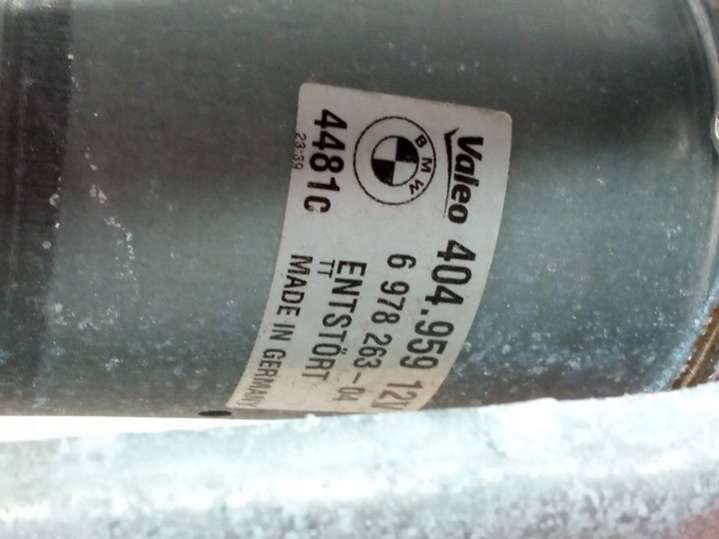 Valeo 404.959 12V
BMW 6 978 263-04
ENTSTÖRT
TT
4481C MADE IN GERMANY
23:39